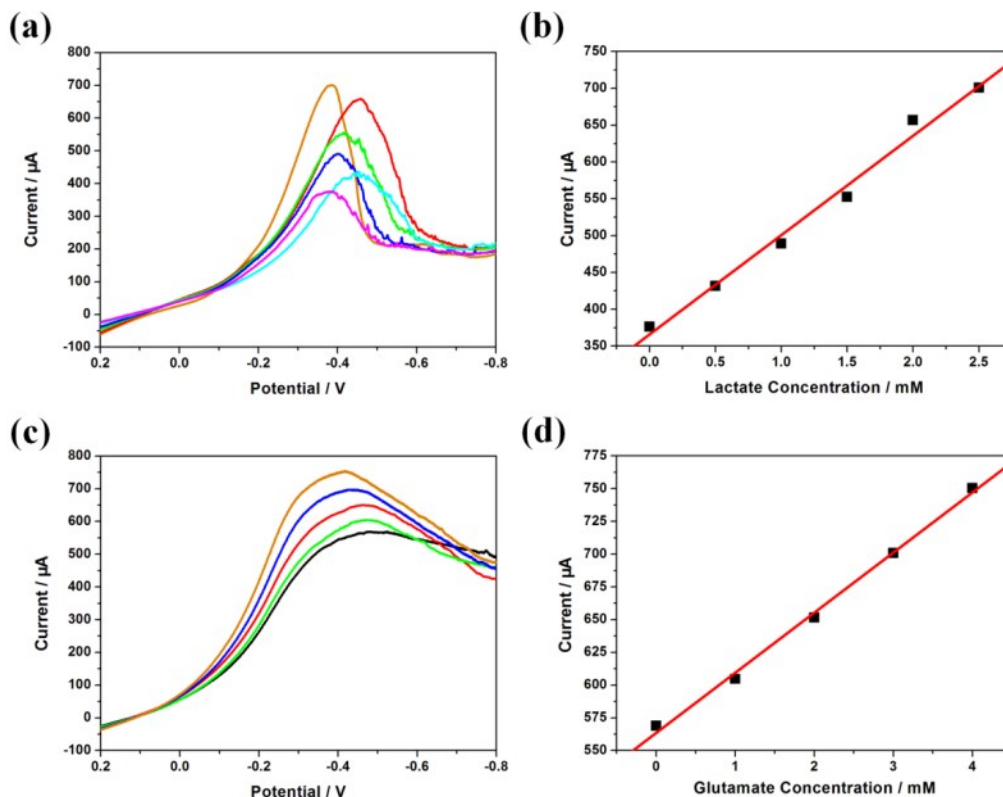 (a)
800
700
600
500
400
300
200
100
0
-100
Current / µA
0.2 0.0 -0.2 -0.4 -0.6 -0.8
Potential / V
(b)
750
700
650
600
550
500
450
400
350
Current / µA
0.0 0.5 1.0 1.5 2.0 2.5
Lactate Concentration / mM
(c)
800
700
600
500
400
300
200
100
0
-100
Current / µA
0.2 0.0 -0.2 -0.4 -0.6 -0.8
Potential / V
(d)
775
750
725
700
675
650
625
600
575
550
Current / µA
0 1 2 3 4
Glutamate Concentration / mM